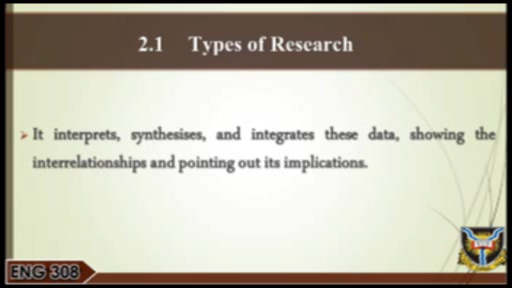 2.1 Types of Research
It interprets, synthesises, and integrates these data, showing the
interrelationships and pointing out its implications.
ENG 308